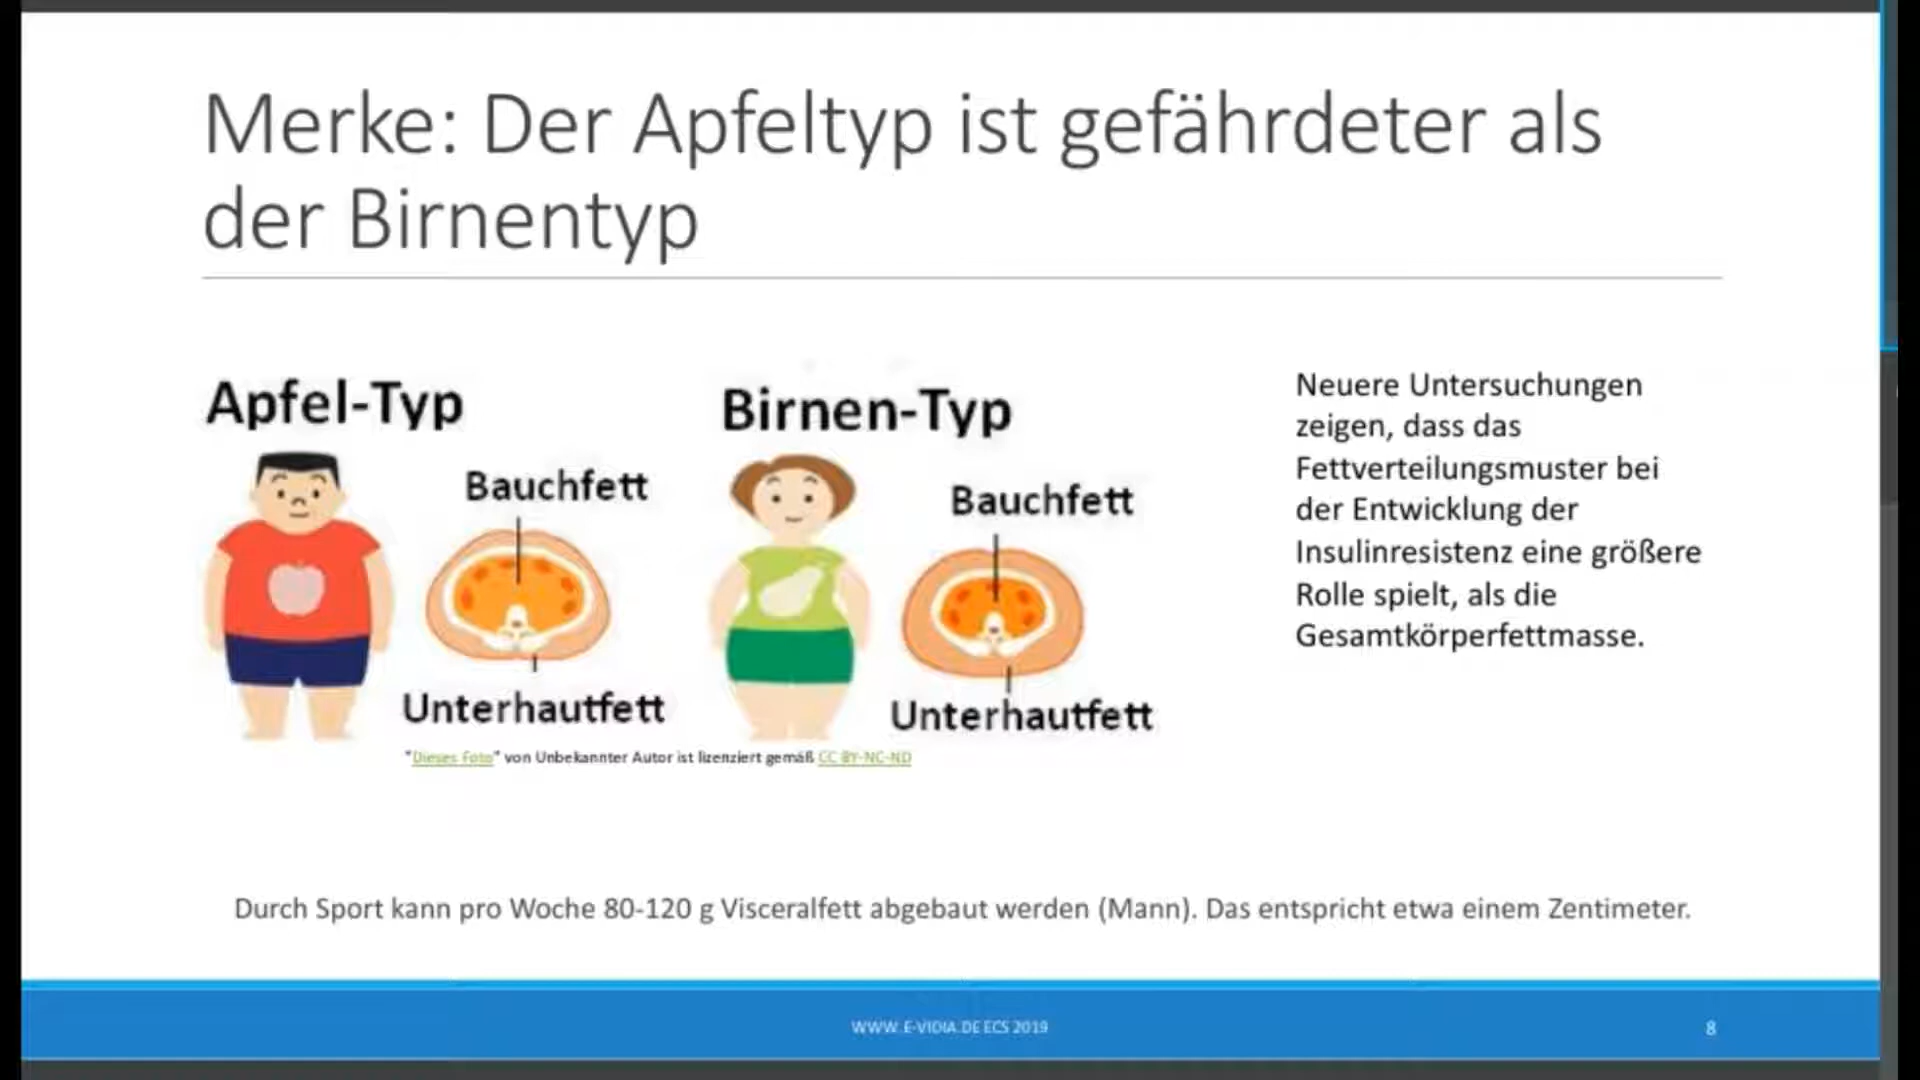 Merke: Der Apfeltyp ist gefährdeter als
der Birnentyp
Apfel-Typ
Bauchfett
Unterhautfett
Birnen-Typ
Bauchfett
Unterhautfett
"Dieses Foto" von Unbekannter Autor ist lizenziert gemäß CC BY-NC-ND
Neuere Untersuchungen
zeigen, dass das
Fettverteilungsmuster bei
der Entwicklung der
Insulinresistenz eine größere
Rolle spielt, als die
Gesamtkörperfettmasse.
Durch Sport kann pro Woche 80-120 g Visceralfett abgebaut werden (Mann). Das entspricht etwa einem Zentimeter.
WWW.E-VIDIA.DE ECS 2019
8